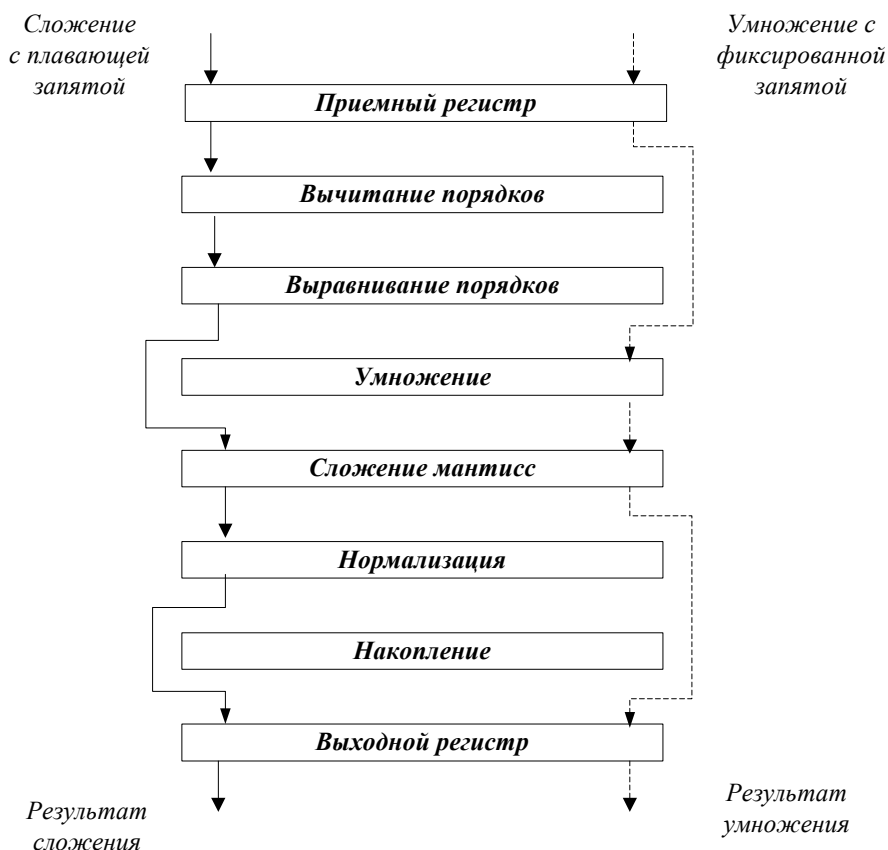 Сложение
с плавающей
запятой
Умножение с
фиксированной
запятой
Приемный регистр
Вычитание порядков
Выравнивание порядков
Умножение
Сложение мантисс
Нормализация
Накопление
Выходной регистр
Результат
сложения
Результат
умножения